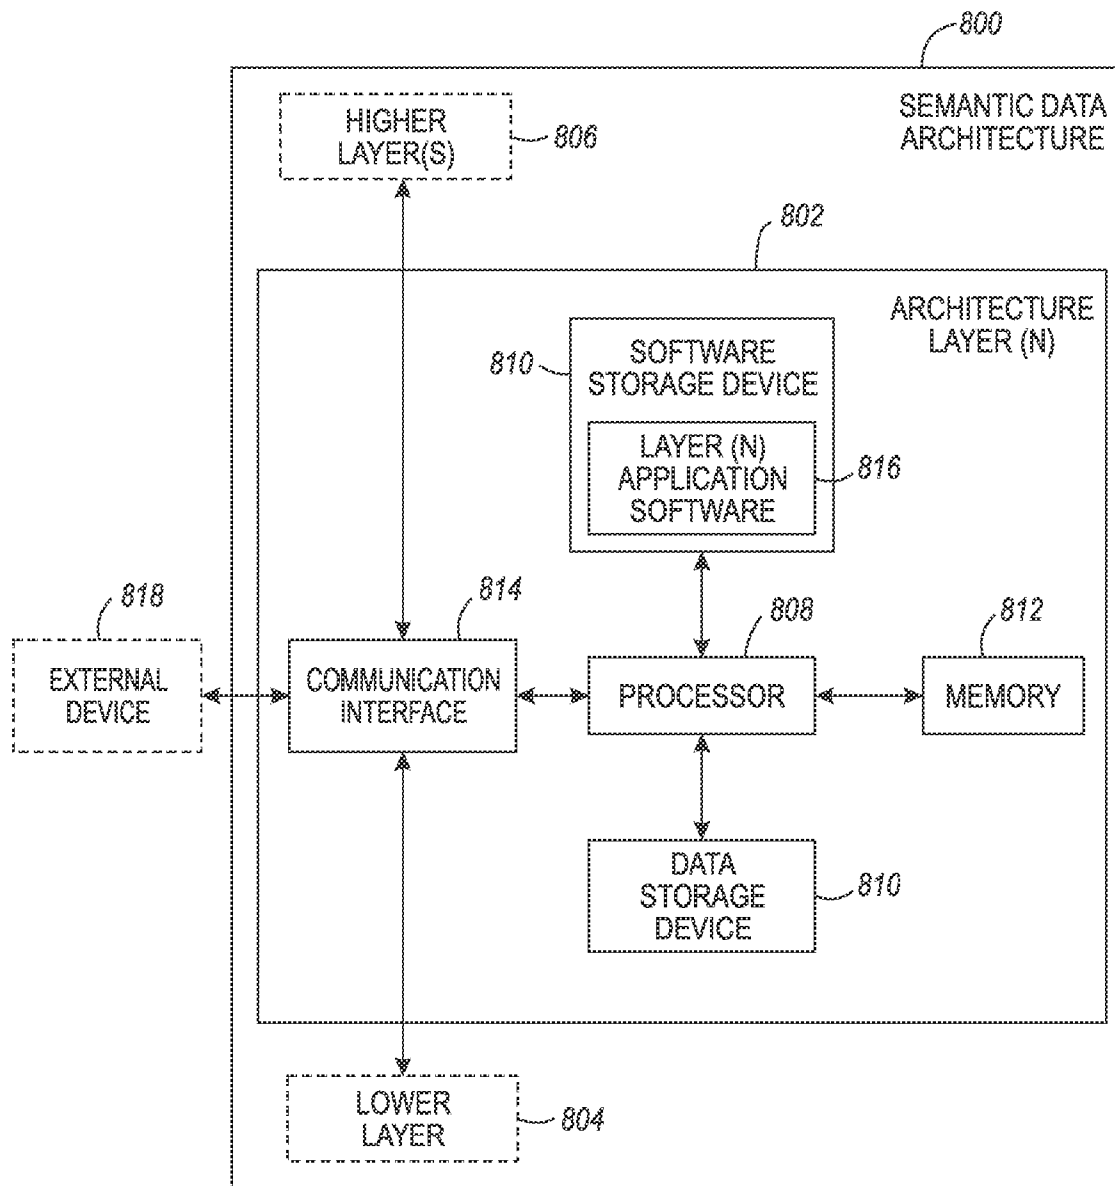 800
SEMANTIC DATA
ARCHITECTURE
HIGHER
LAYER(S)
806
802
ARCHITECTURE
LAYER (N)
810
SOFTWARE
STORAGE DEVICE
LAYER (N)
APPLICATION
SOFTWARE
816
818
814
808
812
EXTERNAL
DEVICE
COMMUNICATION
INTERFACE
PROCESSOR
MEMORY
DATA
STORAGE
DEVICE
810
LOWER
LAYER
804